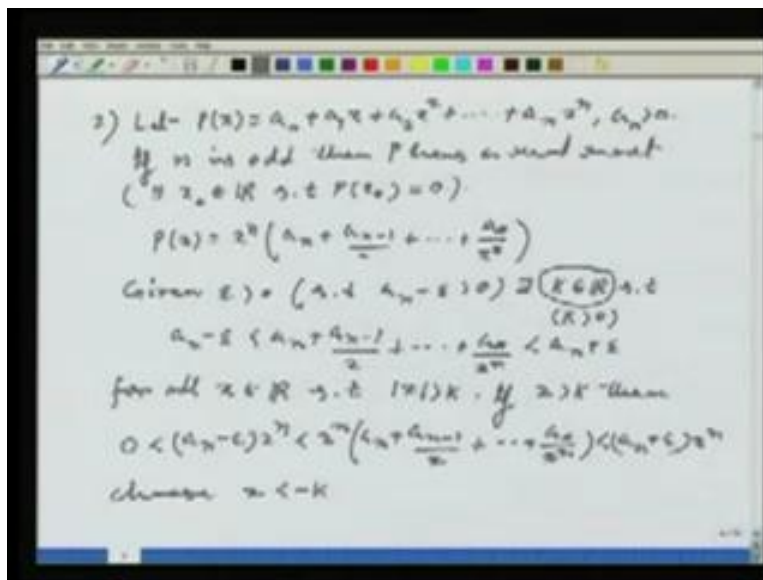 2) Let P(x) = a₀ + a₁x + a₂x² + ⋯ + aₙxⁿ, aₙ > 0.
If n is odd then P has a real root
(∃ x₀ ∈ ℝ s.t P(x₀) = 0)
P(x) = xⁿ (aₙ + aₙ₋₁/x + ⋯ + a₀/xⁿ)
Given ε > 0 (s.t aₙ - ε > 0) ∃ K ∈ ℝ s.t
(K > 0)
aₙ - ε < aₙ + aₙ₋₁/x + ⋯ + a₀/xⁿ < aₙ + ε
for all x ∈ ℝ s.t |x| > K. If x > K then
0 < (aₙ - ε)xⁿ < xⁿ (aₙ + aₙ₋₁/x + ⋯ + a₀/xⁿ) < (aₙ + ε)xⁿ
choose x < -K